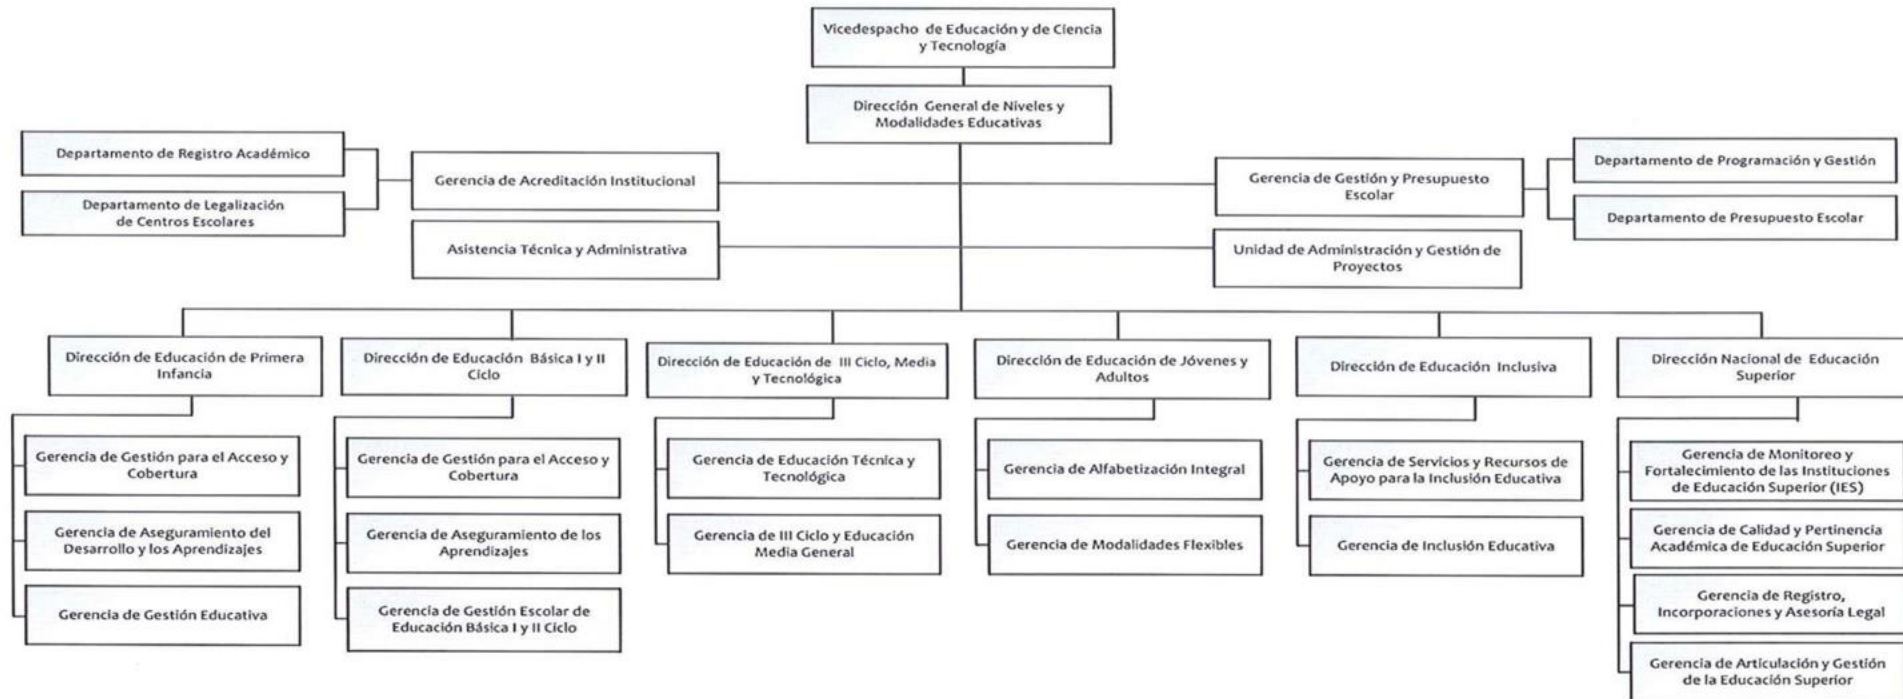 Vicedespacho de Educación y de Ciencia
y Tecnología
Dirección General de Niveles y
Modalidades Educativas
Departamento de Registro Académico
Departamento de Legalización
de Centros Escolares
Gerencia de Acreditación Institucional
Asistencia Técnica y Administrativa
Gerencia de Gestión y Presupuesto
Escolar
Unidad de Administración y Gestión de
Proyectos
Departamento de Programación y Gestión
Departamento de Presupuesto Escolar
Dirección de Educación de Primera
Infancia
Gerencia de Gestión para el Acceso y
Cobertura
Gerencia de Aseguramiento del
Desarrollo y los Aprendizajes
Gerencia de Gestión Educativa
Dirección de Educación Básica I y II
Ciclo
Gerencia de Gestión para el Acceso y
Cobertura
Gerencia de Aseguramiento de los
Aprendizajes
Gerencia de Gestión Escolar de
Educación Básica I y II Ciclo
Dirección de Educación de III Ciclo, Media
y Tecnológica
Gerencia de Educación Técnica y
Tecnológica
Gerencia de III Ciclo y Educación
Media General
Dirección de Educación de Jóvenes y
Adultos
Gerencia de Alfabetización Integral
Gerencia de Modalidades Flexibles
Dirección de Educación Inclusiva
Gerencia de Servicios y Recursos de
Apoyo para la Inclusión Educativa
Gerencia de Inclusión Educativa
Dirección Nacional de Educación
Superior
Gerencia de Monitoreo y
Fortalecimiento de las Instituciones
de Educación Superior (IES)
Gerencia de Calidad y Pertinencia
Académica de Educación Superior
Gerencia de Registro,
Incorporaciones y Asesoría Legal
Gerencia de Articulación y Gestión
de la Educación Superior